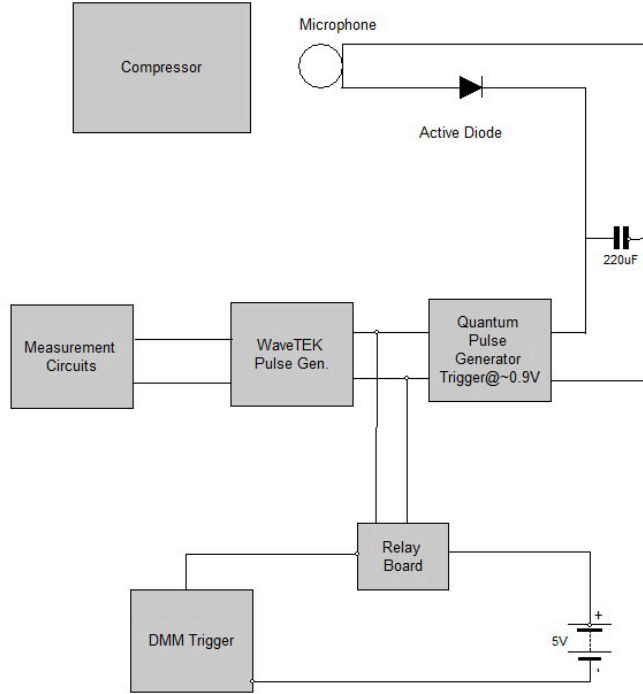 Microphone
Compressor
Active Diode
220uF
Measurement
Circuits
WaveTEK
Pulse Gen.
Quantum
Pulse
Generator
Trigger@~0.9V
Relay
Board
DMM Trigger
+
5V
-